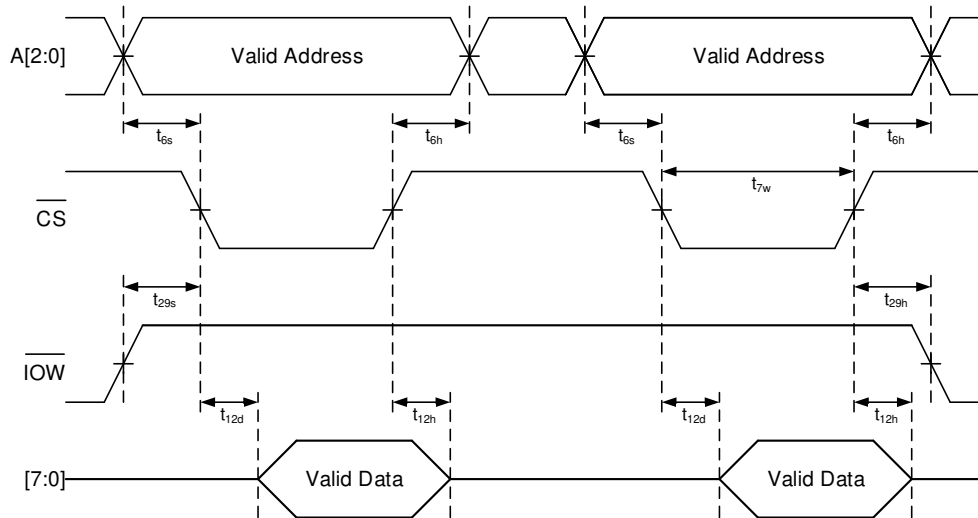 A[2:0] Valid Address Valid Address
t6s t6h t6s t6h
CS t7w
t29s t29h
IOW
t12d t12h t12d t12h
[7:0] Valid Data Valid Data